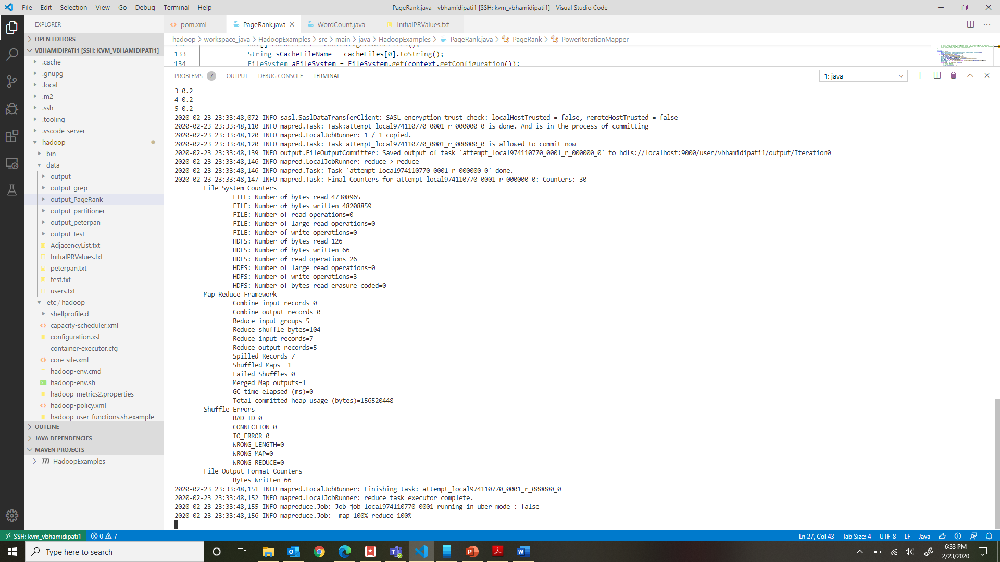 File Edit Selection View Go Debug Terminal Help
PageRank.java - vbhamidipati1 [SSH: kvm_vbhamidipati1] - Visual Studio Code
EXPLORER
OPEN EDITORS
VBHAMIDIPATI1 [SSH: KVM_VBHAMIDIPATI1]
.cache
.gnupg
.local
.m2
.ssh
.tooling
.vscode-server
hadoop
bin
data
output
output_grep
output_PageRank
output_partitioner
output_peterpan
output_test
AdjacencyList.txt
InitialPRValues.txt
peterpan.txt
test.txt
users.txt
etc / hadoop
shellprofile.d
capacity-scheduler.xml
configuration.xsl
container-executor.cfg
core-site.xml
hadoop-env.cmd
hadoop-env.sh
hadoop-metrics2.properties
hadoop-policy.xml
hadoop-user-functions.sh.example
OUTLINE
JAVA DEPENDENCIES
MAVEN PROJECTS
HadoopExamples
pom.xml PageRank.java WordCount.java InitialPRValues.txt
hadoop > workspace_java > HadoopExamples > src > main > java > HadoopExamples > PageRank.java > PageRank > PowerIterationMapper
132 URI[] cacheFiles = context.getCacheFiles();
133 String sCacheFileName = cacheFiles[0].toString();
134 FileSystem aFileSystem = FileSystem.get(context.getConfiguration());
PROBLEMS 7 OUTPUT DEBUG CONSOLE TERMINAL
1: java
3 0.2
4 0.2
5 0.2
2020-02-23 23:33:48,072 INFO sasl.SaslDataTransferClient: SASL encryption trust check: localHostTrusted = false, remoteHostTrusted = false
2020-02-23 23:33:48,110 INFO mapred.Task: Task:attempt_local974110770_0001_r_000000_0 is done. And is in the process of committing
2020-02-23 23:33:48,120 INFO mapred.LocalJobRunner: 1 / 1 copied.
2020-02-23 23:33:48,120 INFO mapred.Task: Task attempt_local974110770_0001_r_000000_0 is allowed to commit now
2020-02-23 23:33:48,139 INFO output.FileOutputCommitter: Saved output of task 'attempt_local974110770_0001_r_000000_0' to hdfs://localhost:9000/user/vbhamidipati1/output/Iteration0
2020-02-23 23:33:48,146 INFO mapred.LocalJobRunner: reduce > reduce
2020-02-23 23:33:48,146 INFO mapred.Task: Task 'attempt_local974110770_0001_r_000000_0' done.
2020-02-23 23:33:48,147 INFO mapred.Task: Final Counters for attempt_local974110770_0001_r_000000_0: Counters: 30
File System Counters
FILE: Number of bytes read=47308965
FILE: Number of bytes written=48208859
FILE: Number of read operations=0
FILE: Number of large read operations=0
FILE: Number of write operations=0
HDFS: Number of bytes read=126
HDFS: Number of bytes written=66
HDFS: Number of read operations=26
HDFS: Number of large read operations=0
HDFS: Number of write operations=3
HDFS: Number of bytes read erasure-coded=0
Map-Reduce Framework
Combine input records=0
Combine output records=0
Reduce input groups=5
Reduce shuffle bytes=104
Reduce input records=7
Reduce output records=5
Spilled Records=7
Shuffled Maps =1
Failed Shuffles=0
Merged Map outputs=1
GC time elapsed (ms)=0
Total committed heap usage (bytes)=156520448
Shuffle Errors
BAD_ID=0
CONNECTION=0
IO_ERROR=0
WRONG_LENGTH=0
WRONG_MAP=0
WRONG_REDUCE=0
File Output Format Counters
Bytes Written=66
2020-02-23 23:33:48,151 INFO mapred.LocalJobRunner: Finishing task: attempt_local974110770_0001_r_000000_0
2020-02-23 23:33:48,152 INFO mapred.LocalJobRunner: reduce task executor complete.
2020-02-23 23:33:48,155 INFO mapreduce.Job: Job job_local974110770_0001 running in uber mode : false
2020-02-23 23:33:48,156 INFO mapreduce.Job:  map 100% reduce 100%
SSH: kvm_vbhamidipati1 0 7
Ln 27, Col 43 Tab Size: 4 UTF-8 LF Java
Type here to search
6:33 PM
2/23/2020